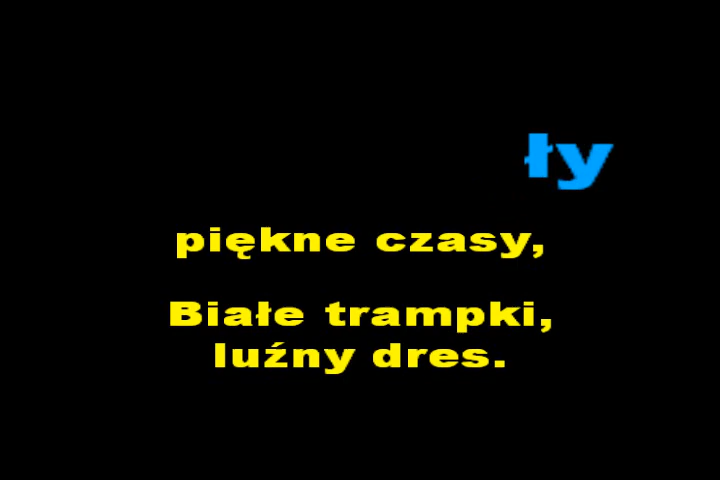 ły
piękne czasy,
Białe trampki,
luźny dres.